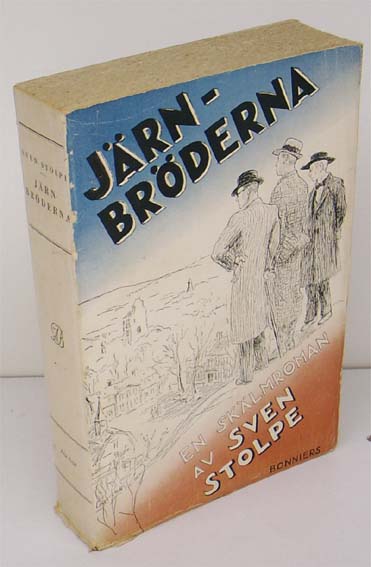 SVEN STOLPE
JÄRN
BRÖDERNA
B
JÄRN-
BRÖDERNA
EN SKÄLMROMAN
AV SVEN
STOLPE
BONNIERS